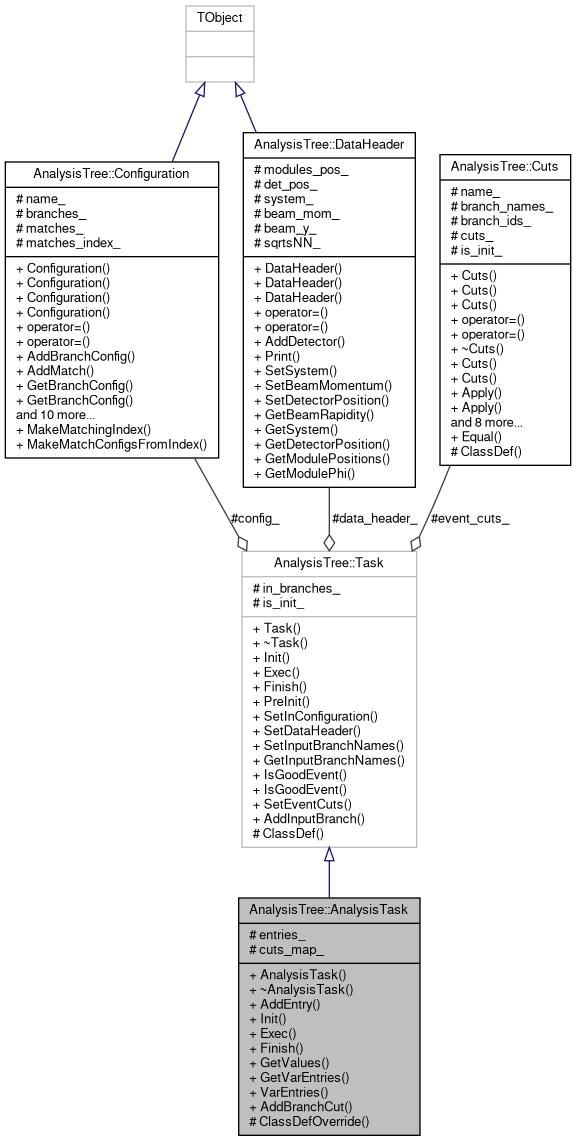 TObject
AnalysisTree::Configuration
# name_
# branches_
# matches_
# matches_index_
+ Configuration()
+ Configuration()
+ Configuration()
+ Configuration()
+ operator=()
+ operator=()
+ AddBranchConfig()
+ AddMatch()
+ GetBranchConfig()
+ GetBranchConfig()
and 10 more...
+ MakeMatchingIndex()
+ MakeMatchConfigsFromIndex()
AnalysisTree::DataHeader
# modules_pos_
# det_pos_
# system_
# beam_mom_
# beam_y_
# sqrtsNN_
+ DataHeader()
+ DataHeader()
+ DataHeader()
+ operator=()
+ operator=()
+ AddDetector()
+ Print()
+ SetSystem()
+ SetBeamMomentum()
+ SetDetectorPosition()
+ GetBeamRapidity()
+ GetSystem()
+ GetDetectorPosition()
+ GetModulePositions()
+ GetModulePhi()
AnalysisTree::Cuts
# name_
# branch_names_
# branch_ids_
# cuts_
# is_init_
+ Cuts()
+ Cuts()
+ Cuts()
+ operator=()
+ operator=()
+ ~Cuts()
+ Cuts()
+ Cuts()
+ Apply()
+ Apply()
and 8 more...
+ Equal()
# ClassDef()
#config_
#data_header_
#event_cuts_
AnalysisTree::Task
# in_branches_
# is_init_
+ Task()
+ ~Task()
+ Init()
+ Exec()
+ Finish()
+ PreInit()
+ SetInConfiguration()
+ SetDataHeader()
+ SetInputBranchNames()
+ GetInputBranchNames()
+ IsGoodEvent()
+ IsGoodEvent()
+ SetEventCuts()
+ AddInputBranch()
# ClassDef()
AnalysisTree::AnalysisTask
# entries_
# cuts_map_
+ AnalysisTask()
+ ~AnalysisTask()
+ AddEntry()
+ Init()
+ Exec()
+ Finish()
+ GetValues()
+ GetVarEntries()
+ VarEntries()
+ AddBranchCut()
# ClassDefOverride()